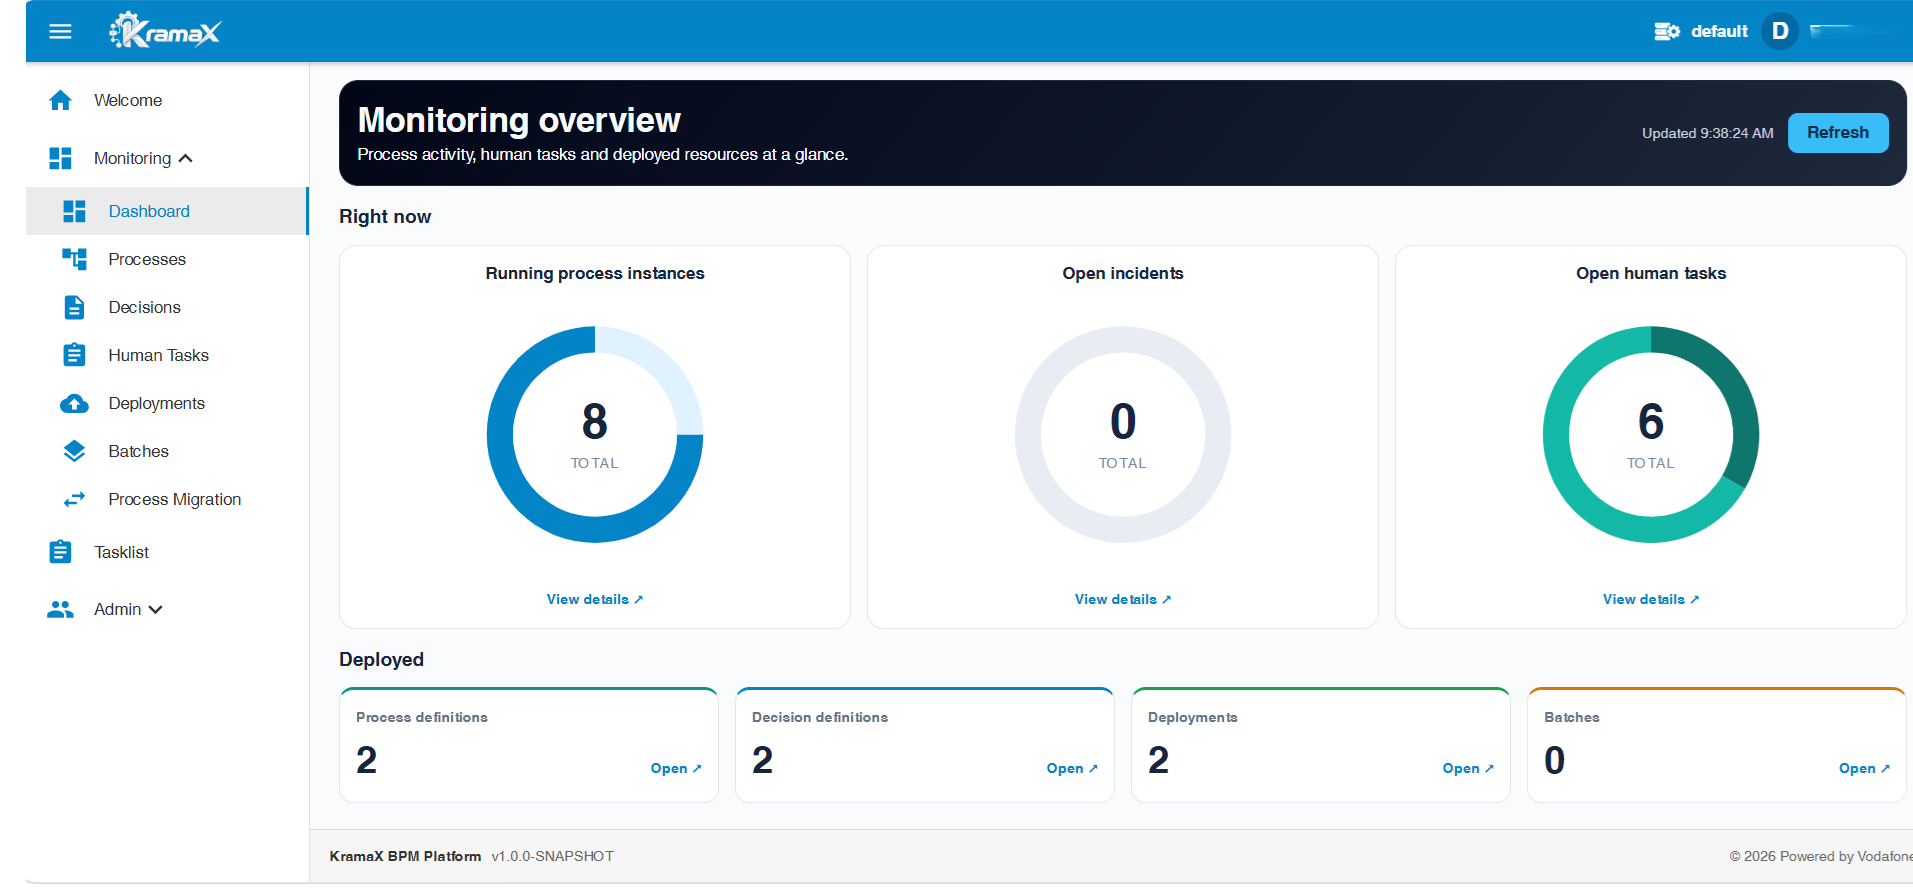 KramaX
default
D
Welcome
Monitoring
Dashboard
Processes
Decisions
Human Tasks
Deployments
Batches
Process Migration
Tasklist
Admin
Monitoring overview
Process activity, human tasks and deployed resources at a glance.
Updated 9:38:24 AM
Refresh
Right now
Running process instances
8
TOTAL
View details ↗
Open incidents
0
TOTAL
View details ↗
Open human tasks
6
TOTAL
View details ↗
Deployed
Process definitions
2
Open ↗
Decision definitions
2
Open ↗
Deployments
2
Open ↗
Batches
0
Open ↗
KramaX BPM Platform v1.0.0-SNAPSHOT
© 2026 Powered by Vodafone